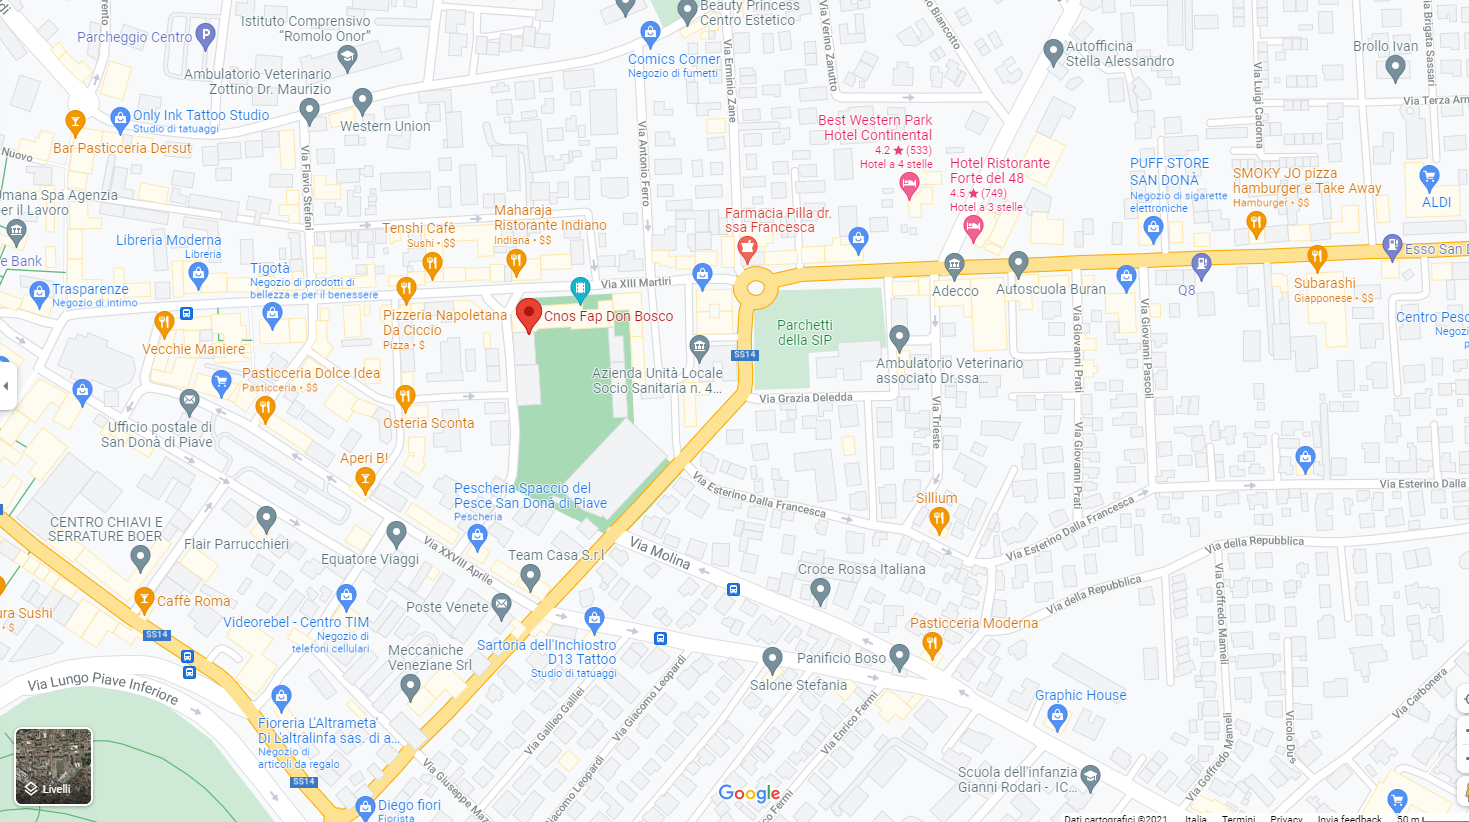 Istituto Comprensivo
"Romolo Onor"
Parcheggio Centro
Beauty Princess
Centro Estetico
Comics Corner
Negozio di fumetti
Via Erminio Zane
Via Verino Zanutto
Autofficina
Stella Alessandro
Via Luigi Cadorna
Brollo Ivan
Via Brigata Sassari
Via Terza Arm
Ambulatorio Veterinario
Zottino Dr. Maurizio
Western Union
Only Ink Tattoo Studio
Studio di tatuaggi
Bar Pasticceria Dersut
Nuovo
Via Flavio Stefani
Via Antonio Ferro
Best Western Park
Hotel Continental
4.2 ★ (533)
Hotel a 4 stelle
Hotel Ristorante
Forte del 48
4.5 ★ (749)
Hotel a 3 stelle
PUFF STORE
SAN DONÀ
Negozio di sigarette
elettroniche
SMOKY JO pizza
hamburger e Take Away
Hamburger • $$
ALDI
Umana Spa Agenzia
er il Lavoro
e Bank
Libreria Moderna
Libreria
Tenshi Cafè
Sushi • $$
Maharaja
Ristorante Indiano
Indiana • $$
Farmacia Pilla dr.
ssa Francesca
Esso San D
Trasparenze
Negozio di intimo
Tigotà
Negozio di prodotti di
bellezza e per il benessere
Via XIII Martiri
Adecco
Autoscuola Buran
Q8
Subarashi
Giapponese • $$
Pizzeria Napoletana
Da Ciccio
Pizza • $
Cnos Fap Don Bosco
Parchetti
della SIP
SS14
Via Giovanni Prati
Via Giovanni Pascoli
Centro Pesc
Negozi
Vecchie Maniere
Pasticceria Dolce Idea
Pasticceria • $$
Azienda Unità Locale
Socio Sanitaria n. 4...
Ambulatorio Veterinario
associato Dr.ssa...
Via Grazia Deledda
Via Trieste
Ufficio postale di
San Donà di Piave
Osteria Sconta
Via Giovanni Prati
Aperi B!
Pescheria Spaccio del
Pesce San Donà di Piave
Pescheria
Via Esterino Dalla Francesca
Sillium
Via Esterino Dalla
Via Esterino Dalla Francesca
CENTRO CHIAVI E
SERRATURE BOER
Flair Parrucchieri
Equatore Viaggi
Via XXVIII Aprile
Team Casa S.r.l
Via Molina
Via della Repubblica
Croce Rossa Italiana
Via della Repubblica
Via Goffredo Mameli
ura Sushi
• $
Caffè Roma
SS14
Videorebel - Centro TIM
Negozio di
telefoni cellulari
Poste Venete
Sartoria dell'Inchiostro
D13 Tattoo
Studio di tatuaggi
Pasticceria Moderna
Panificio Boso
Salone Stefania
Meccaniche
Veneziane Srl
Via Lungo Piave Inferiore
Graphic House
Via Carbonera
Fioreria L'Altrameta'
Di L'altralinfa sas. di a...
Negozio di
articoli da regalo
SS14
Via Galileo Galilei
Via Giacomo Leopardi
Via Enrico Fermi
Via Goffredo Mameli
Vicolo Durs
Scuola dell'infanzia
Gianni Rodari - IC...
Livelli
Diego fiori
Fiorista
Via Giuseppe Maz
iacomo Leopardi
Fermi
Google
Dati cartografici ©2021 Italia Termini Privacy Invia feedback 50 m